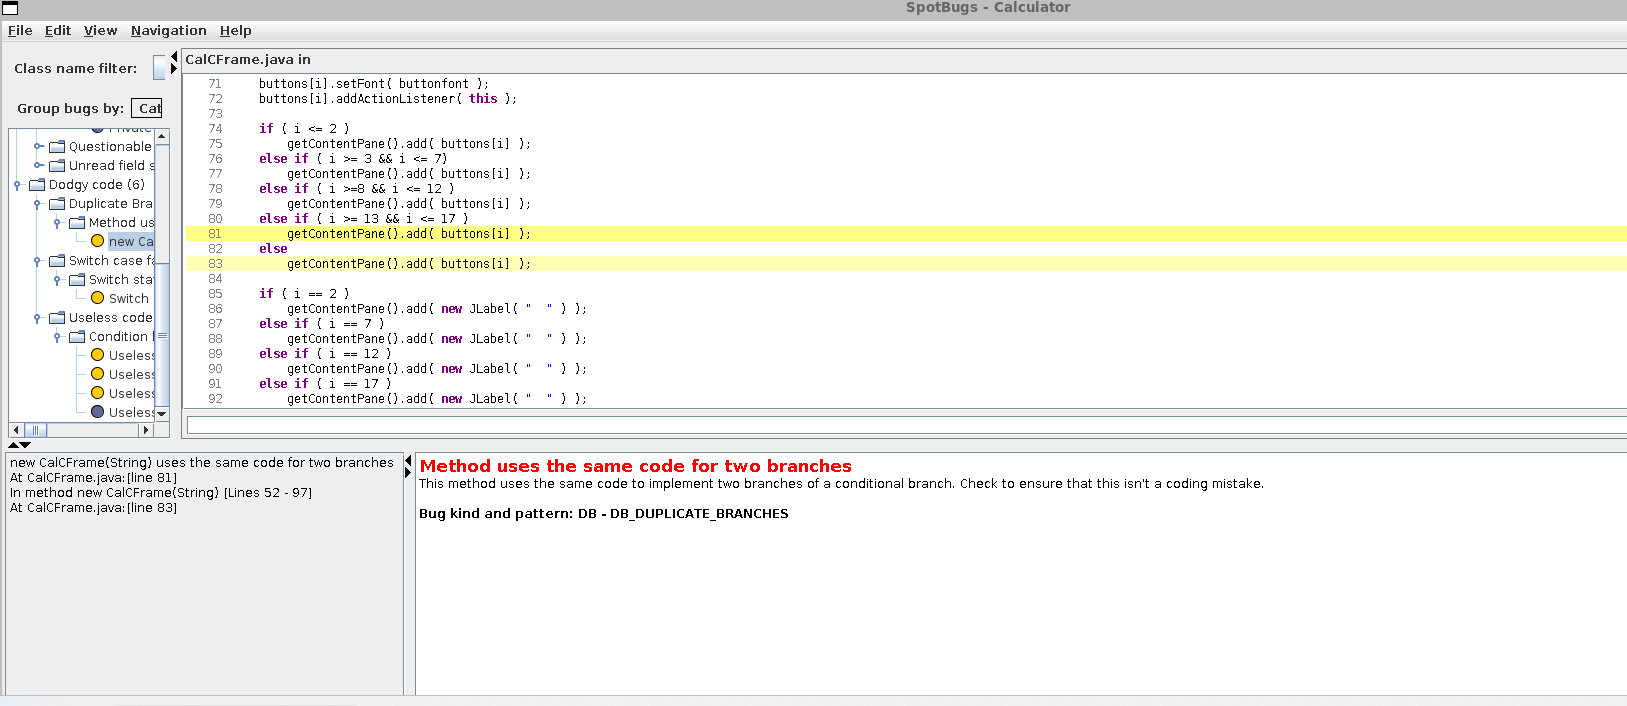 SpotBugs - Calculator
File Edit View Navigation Help
Class name filter:
Group bugs by: Cat
Private
Questionable
Unread field s
Dodgy code (6)
Duplicate Bra
Method us
new Ca
Switch case fa
Switch sta
Switch
Useless code
Condition
Useless
Useless
Useless
Useless
CalCFrame.java in
71 buttons[i].setFont( buttonfont );
72 buttons[i].addActionListener( this );
73
74 if ( i <= 2 )
75 getContentPane().add( buttons[i] );
76 else if ( i >= 3 && i <= 7)
77 getContentPane().add( buttons[i] );
78 else if ( i >=8 && i <= 12 )
79 getContentPane().add( buttons[i] );
80 else if ( i >= 13 && i <= 17 )
81 getContentPane().add( buttons[i] );
82 else
83 getContentPane().add( buttons[i] );
84
85 if ( i == 2 )
86 getContentPane().add( new JLabel( "  " ) );
87 else if ( i == 7 )
88 getContentPane().add( new JLabel( "  " ) );
89 else if ( i == 12 )
90 getContentPane().add( new JLabel( "  " ) );
91 else if ( i == 17 )
92 getContentPane().add( new JLabel( "  " ) );
new CalCFrame(String) uses the same code for two branches
At CalCFrame.java:[line 81]
In method new CalCFrame(String) [Lines 52 - 97]
At CalCFrame.java:[line 83]
Method uses the same code for two branches
This method uses the same code to implement two branches of a conditional branch. Check to ensure that this isn't a coding mistake.
Bug kind and pattern: DB - DB_DUPLICATE_BRANCHES